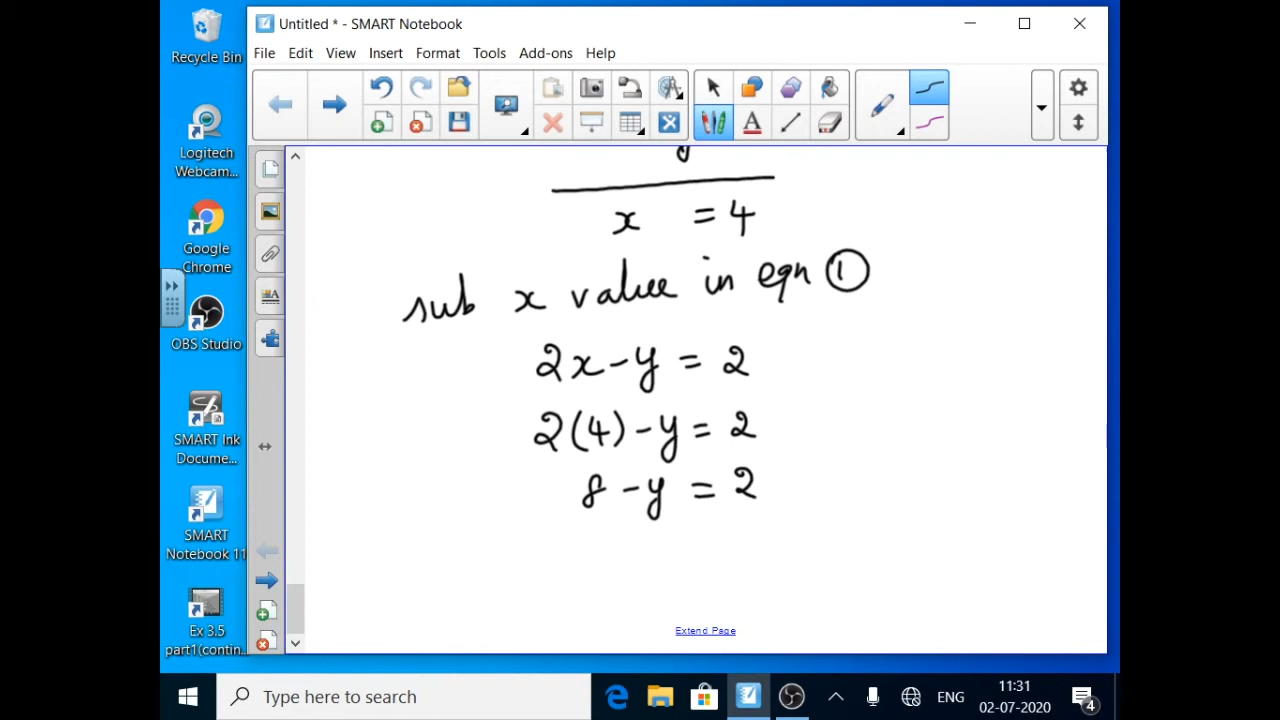 Untitled * - SMART Notebook
File Edit View Insert Format Tools Add-ons Help
Recycle Bin
Logitech
Webcam...
Google
Chrome
OBS Studio
SMART Ink
Docume...
SMART
Notebook 11
Ex 3.5
part1(contin...
x = 4
sub x value in eqn ①
2x - y = 2
2(4) - y = 2
8 - y = 2
Extend Page
Type here to search
ENG
11:31
02-07-2020
4